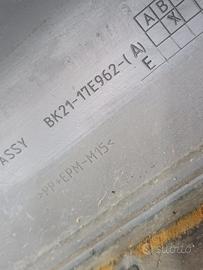 A B
ASSY BK21-17E962-(A)
E
>PP+EPM-M15<
subito